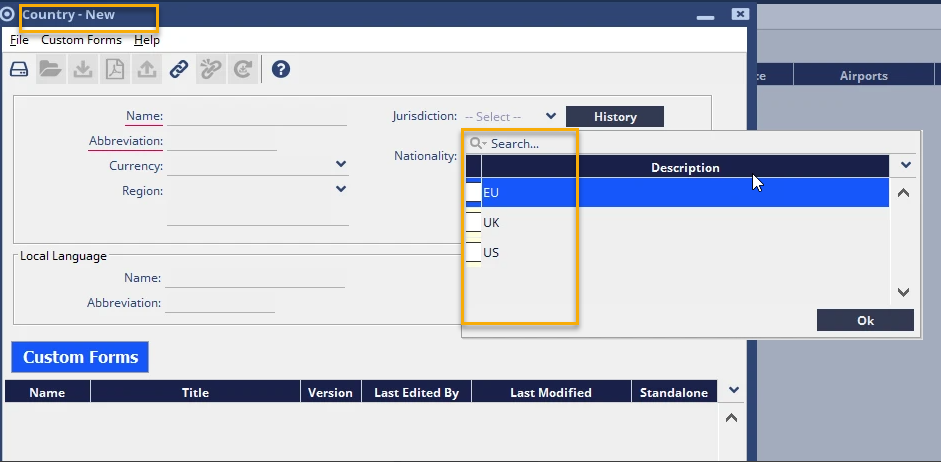 Country - New
File Custom Forms Help
ce Airports
Name:
Jurisdiction: -- Select -- History
Abbreviation:
Nationality:
Search...
Currency:
Description
Region:
EU
UK
US
Local Language
Name:
Abbreviation:
Ok
Custom Forms
Name Title Version Last Edited By Last Modified Standalone